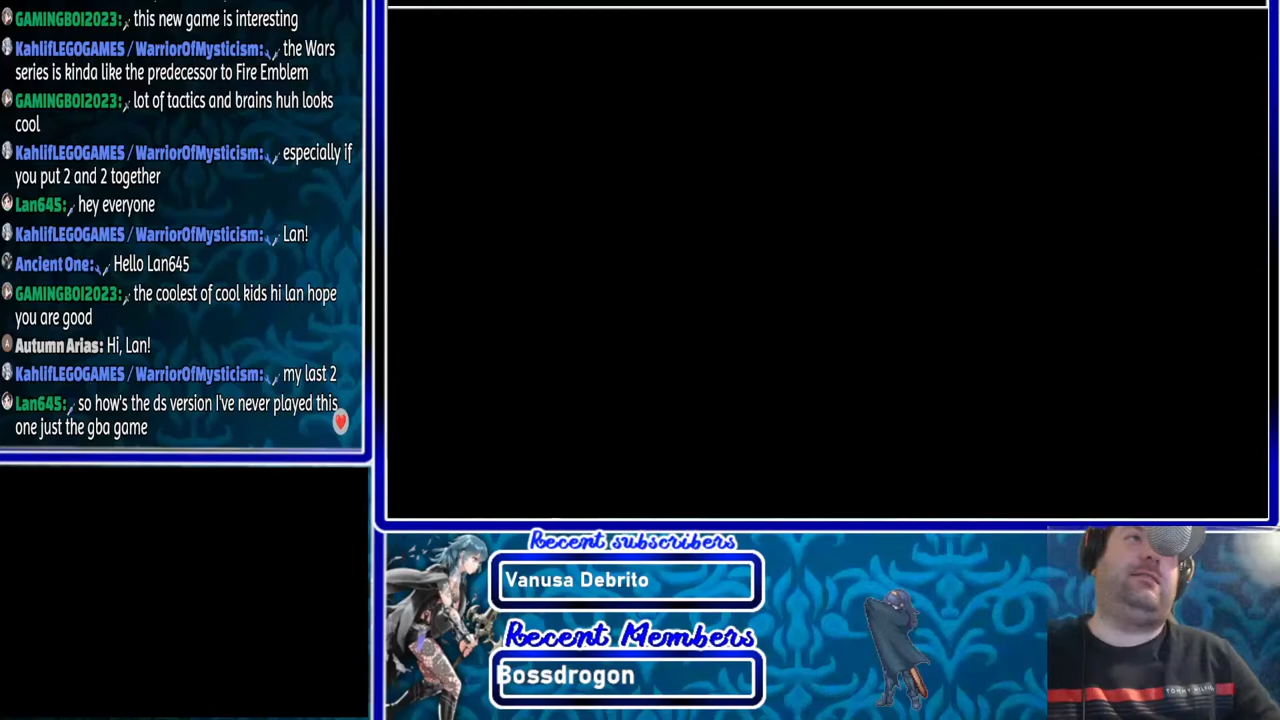 GAMINGBOI2023: this new game is interesting
KahlifLEGOGAMES / WarriorOfMysticism: the Wars
series is kinda like the predecessor to Fire Emblem
GAMINGBOI2023: lot of tactics and brains huh looks
cool
KahlifLEGOGAMES / WarriorOfMysticism: especially if
you put 2 and 2 together
Lan645: hey everyone
KahlifLEGOGAMES / WarriorOfMysticism: Lan!
Ancient One: Hello Lan645
GAMINGBOI2023: the coolest of cool kids hi lan hope
you are good
Autumn Arias: Hi, Lan!
KahlifLEGOGAMES / WarriorOfMysticism: my last 2
Lan645: so how's the ds version I've never played this
one just the gba game
Recent subscribers
Vanusa Debrito
Recent Members
Bossdrogon
TOMMY HILFIG